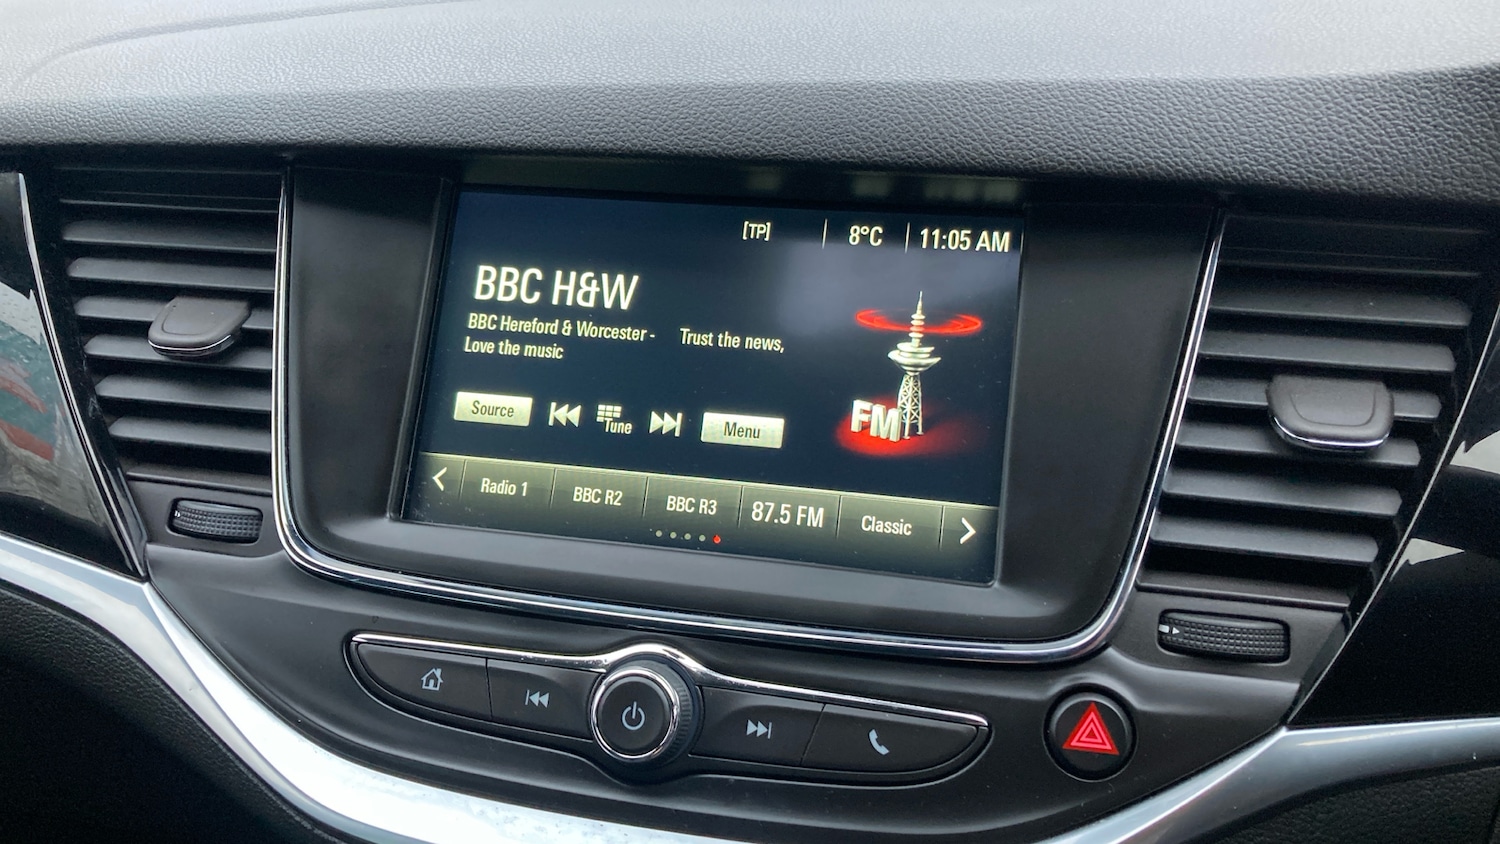 [TP] 8°C 11:05 AM
BBC H&W
BBC Hereford & Worcester - Trust the news,
Love the music
Source Tune Menu
FM
Radio 1 BBC R2 BBC R3 87.5 FM Classic